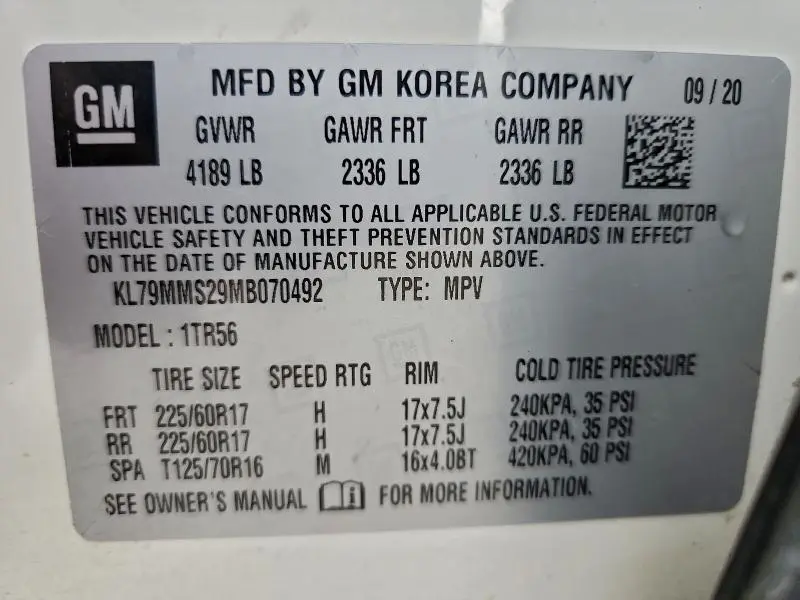 GM
MFD BY GM KOREA COMPANY 09 / 20
GVWR GAWR FRT GAWR RR
4189 LB 2336 LB 2336 LB
THIS VEHICLE CONFORMS TO ALL APPLICABLE U.S. FEDERAL MOTOR
VEHICLE SAFETY AND THEFT PREVENTION STANDARDS IN EFFECT
ON THE DATE OF MANUFACTURE SHOWN ABOVE.
KL79MMS29MB070492 TYPE: MPV
MODEL : 1TR56
TIRE SIZE SPEED RTG RIM COLD TIRE PRESSURE
FRT 225/60R17 H 17x7.5J 240KPA, 35 PSI
RR 225/60R17 H 17x7.5J 240KPA, 35 PSI
SPA T125/70R16 M 16x4.0BT 420KPA, 60 PSI
SEE OWNER'S MANUAL FOR MORE INFORMATION.